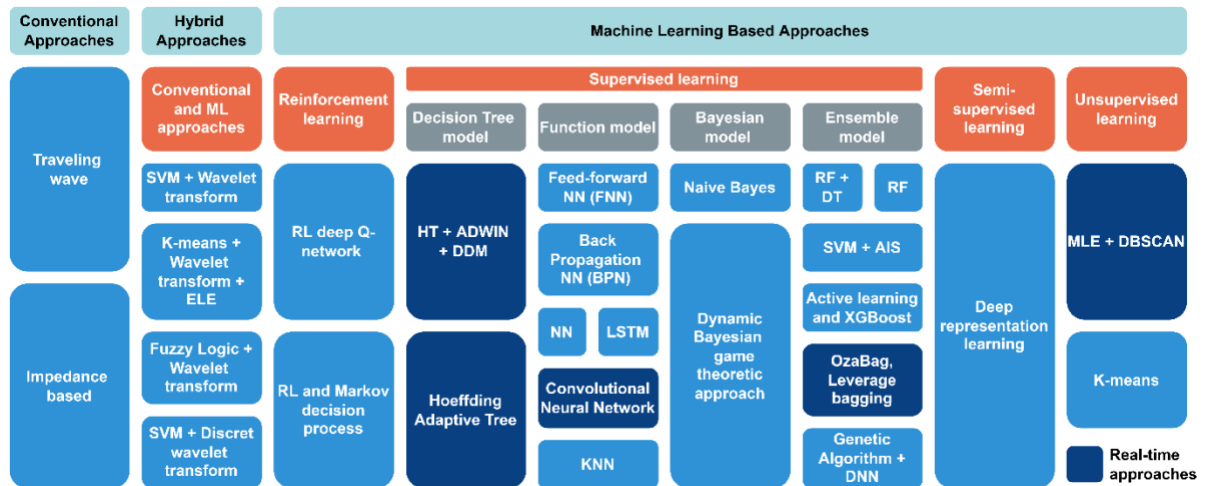 Conventional
Approaches
Hybrid
Approaches
Machine Learning Based Approaches
Traveling
wave
Impedance
based
Conventional
and ML
approaches
SVM + Wavelet
transform
K-means +
Wavelet
transform +
ELE
Fuzzy Logic +
Wavelet
transform
SVM + Discret
wavelet
transform
Reinforcement
learning
RL deep Q-
network
RL and Markov
decision
process
Supervised learning
Decision Tree
model
HT + ADWIN
+ DDM
Hoeffding
Adaptive Tree
Function model
Feed-forward
NN (FNN)
Back
Propagation
NN (BPN)
NN
LSTM
Convolutional
Neural Network
KNN
Bayesian
model
Naive Bayes
Dynamic
Bayesian
game
theoretic
approach
Ensemble
model
RF +
DT
RF
SVM + AIS
Active learning
and XGBoost
OzaBag,
Leverage
bagging
Genetic
Algorithm +
DNN
Semi-
supervised
learning
Deep
representation
learning
Unsupervised
learning
MLE + DBSCAN
K-means
Real-time
approaches